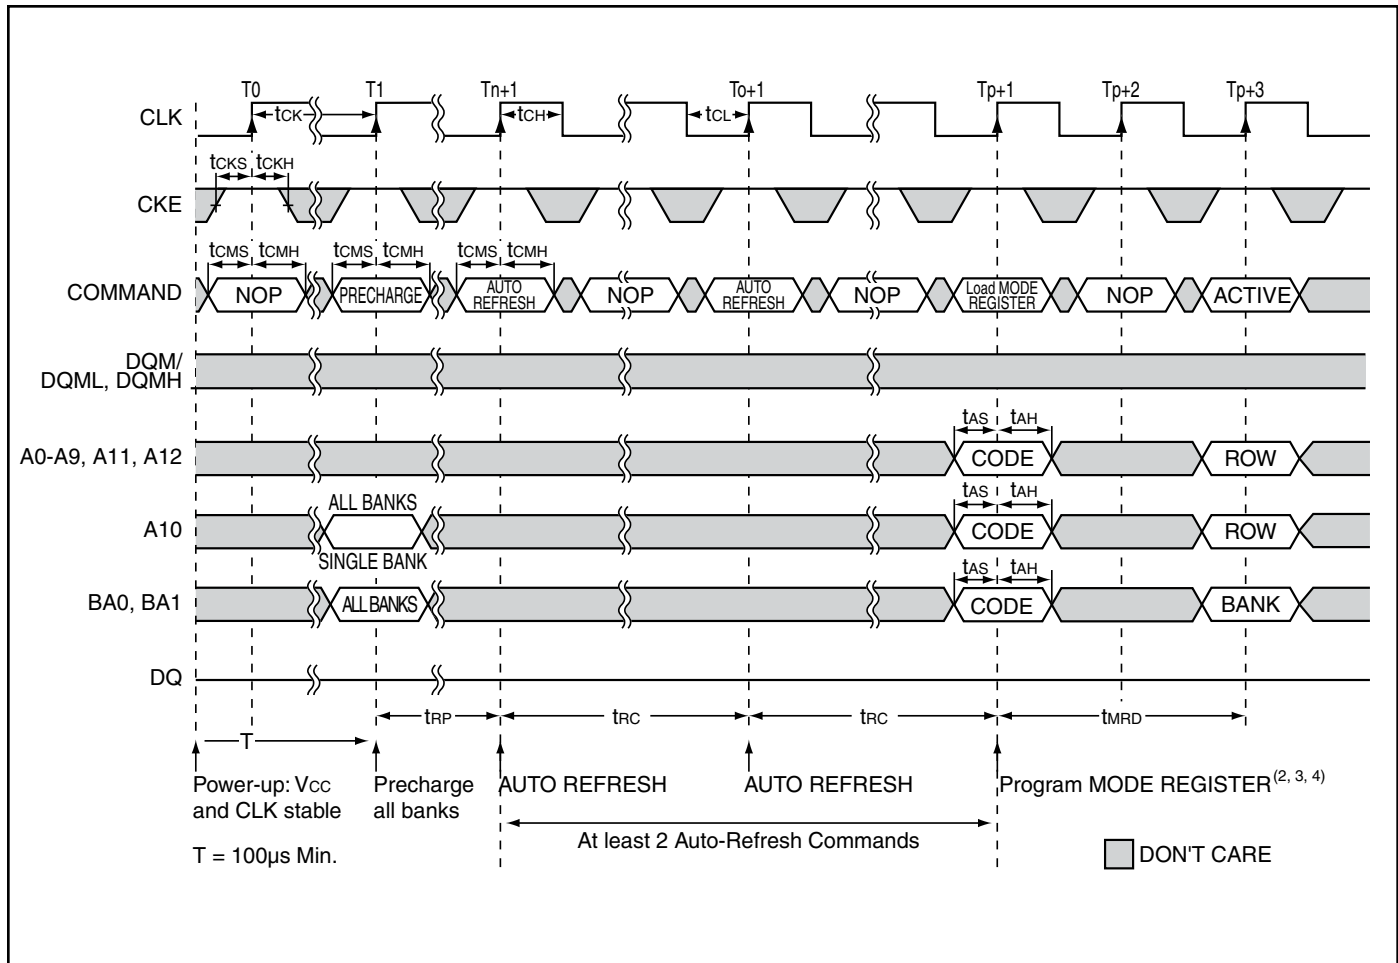 T0 T1 Tn+1 To+1 Tp+1 Tp+2 Tp+3
CLK tCK tCH tCL
tCKS tCKH
CKE
tCMS tCMH tCMS tCMH tCMS tCMH
COMMAND NOP PRECHARGE AUTO REFRESH NOP AUTO REFRESH NOP Load MODE REGISTER NOP ACTIVE
DQM/
DQML, DQMH
tAS tAH
A0-A9, A11, A12 CODE ROW
ALL BANKS tAS tAH
A10 CODE ROW
SINGLE BANK tAS tAH
BA0, BA1 ALL BANKS CODE BANK
DQ
tRP tRC tRC tMRD
T
Power-up: VCC Precharge AUTO REFRESH AUTO REFRESH Program MODE REGISTER(2, 3, 4)
and CLK stable all banks
At least 2 Auto-Refresh Commands
T = 100µs Min. DON'T CARE